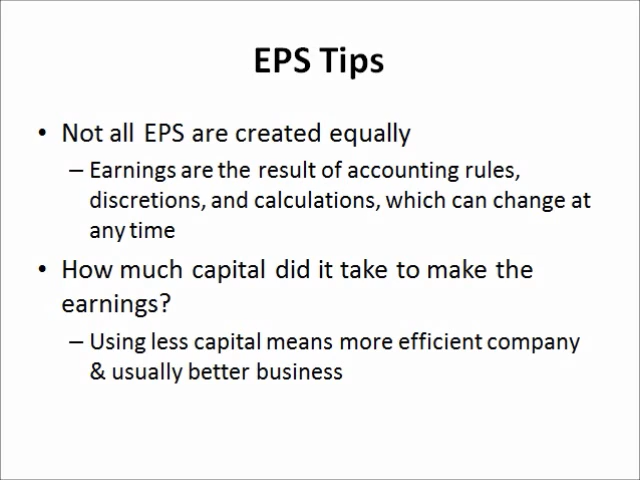 EPS Tips
• Not all EPS are created equally
– Earnings are the result of accounting rules,
discretions, and calculations, which can change at
any time
• How much capital did it take to make the
earnings?
– Using less capital means more efficient company
& usually better business